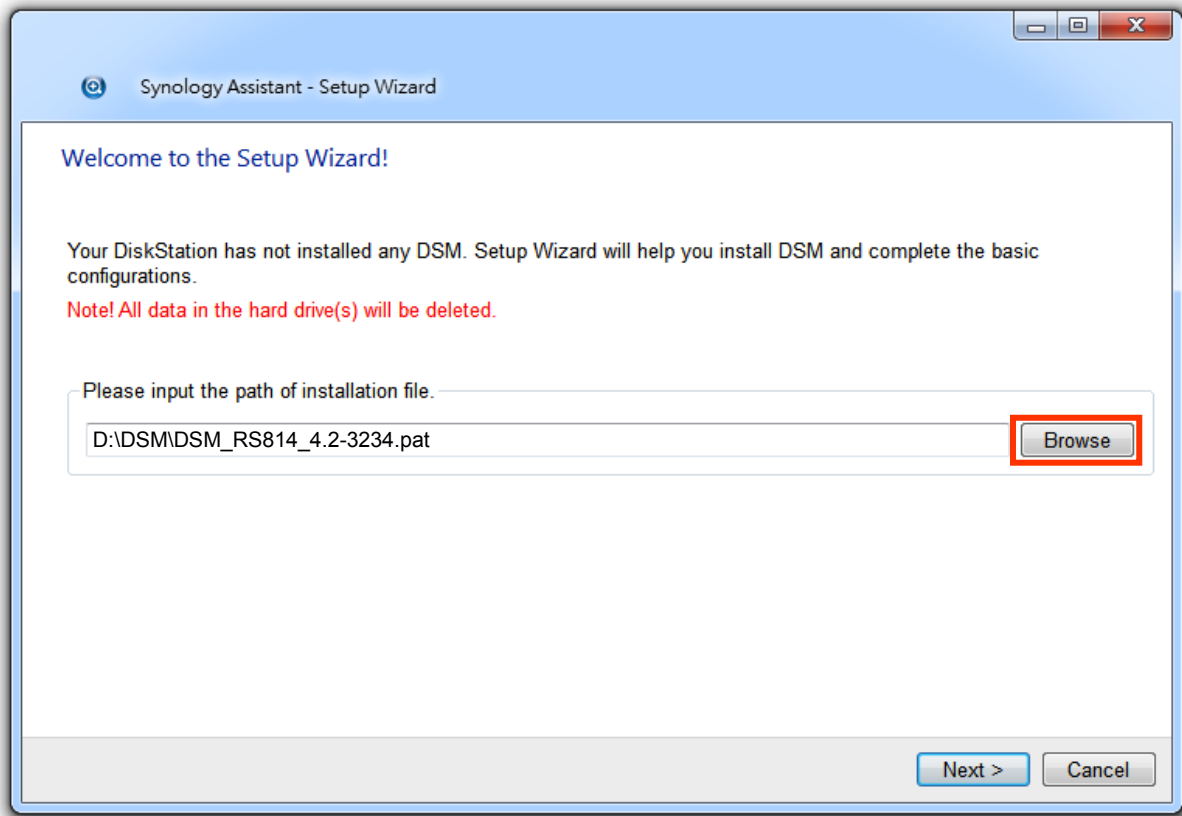 Synology Assistant - Setup Wizard
Welcome to the Setup Wizard!
Your DiskStation has not installed any DSM. Setup Wizard will help you install DSM and complete the basic
configurations.
Note! All data in the hard drive(s) will be deleted.
Please input the path of installation file.
D:\DSM\DSM_RS814_4.2-3234.pat
Browse
Next >
Cancel